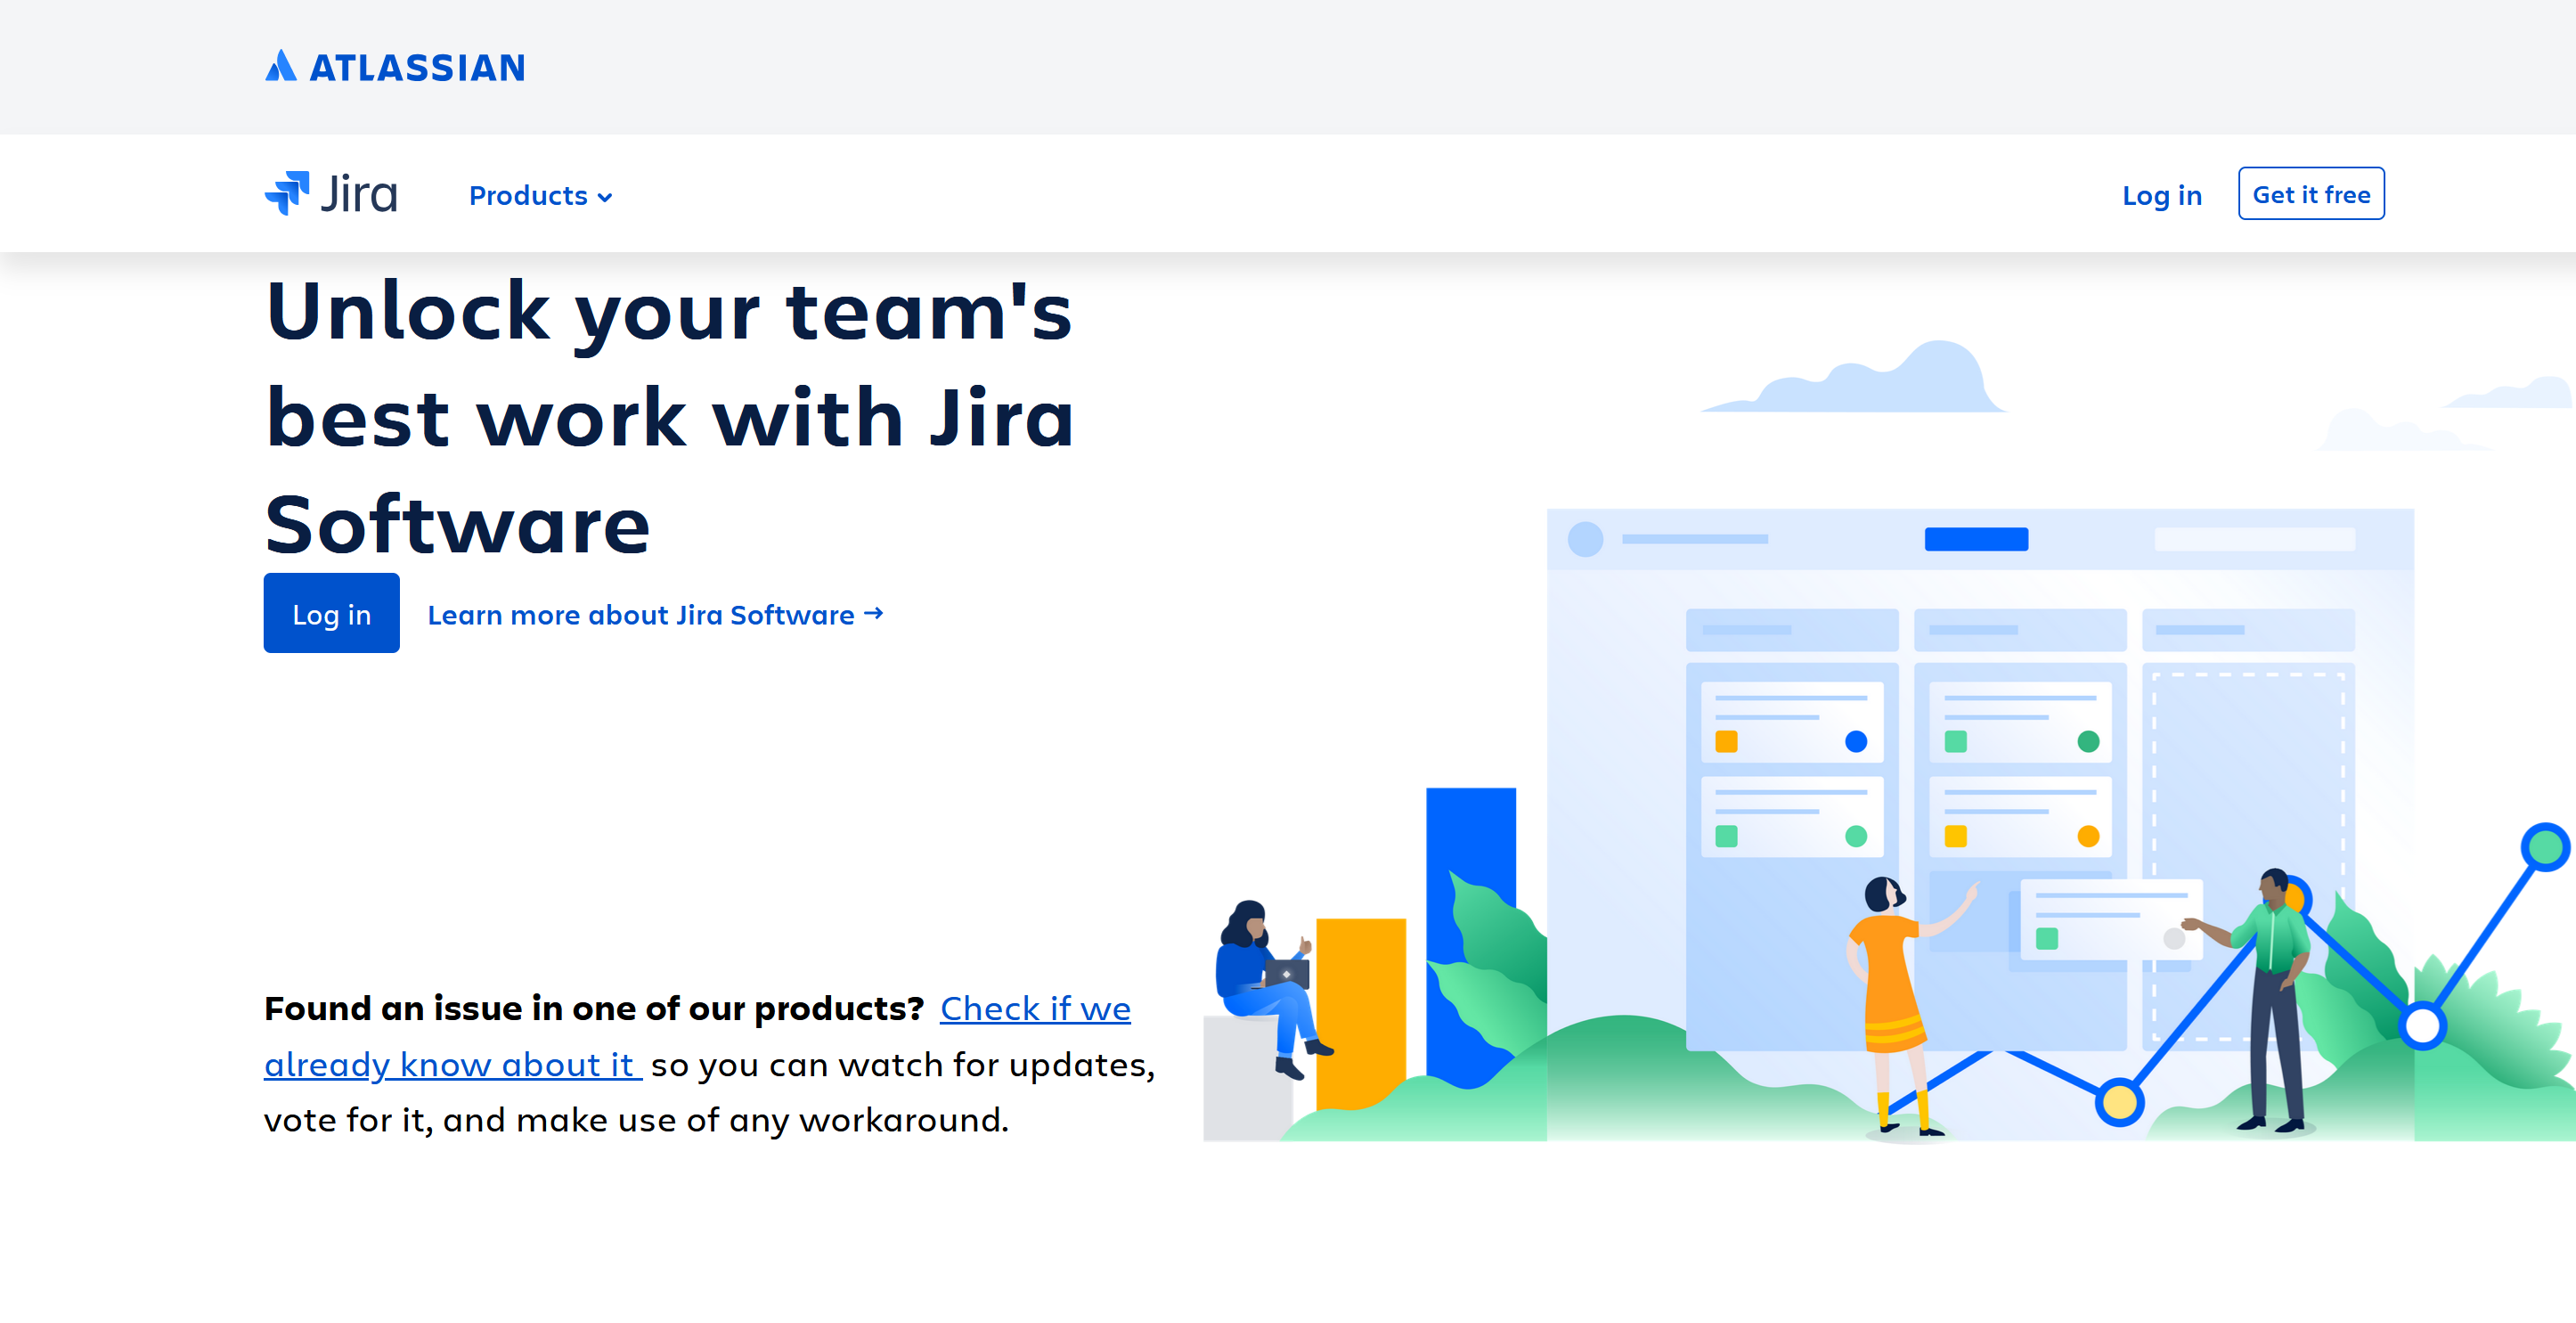 ATLASSIAN
Jira
Products
Log in
Get it free
Unlock your team's
best work with Jira
Software
Log in
Learn more about Jira Software →
Found an issue in one of our products? Check if we
already know about it so you can watch for updates,
vote for it, and make use of any workaround.